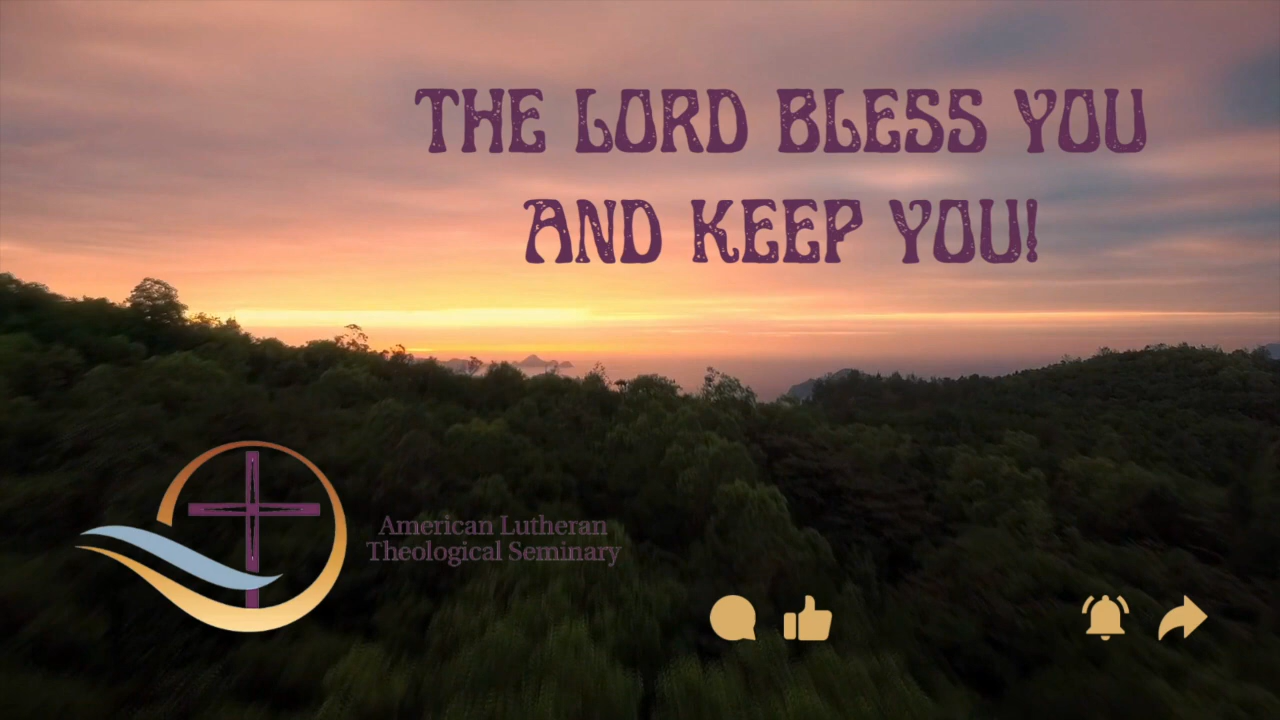 THE LORD BLESS YOU
AND KEEP YOU!
American Lutheran
Theological Seminary